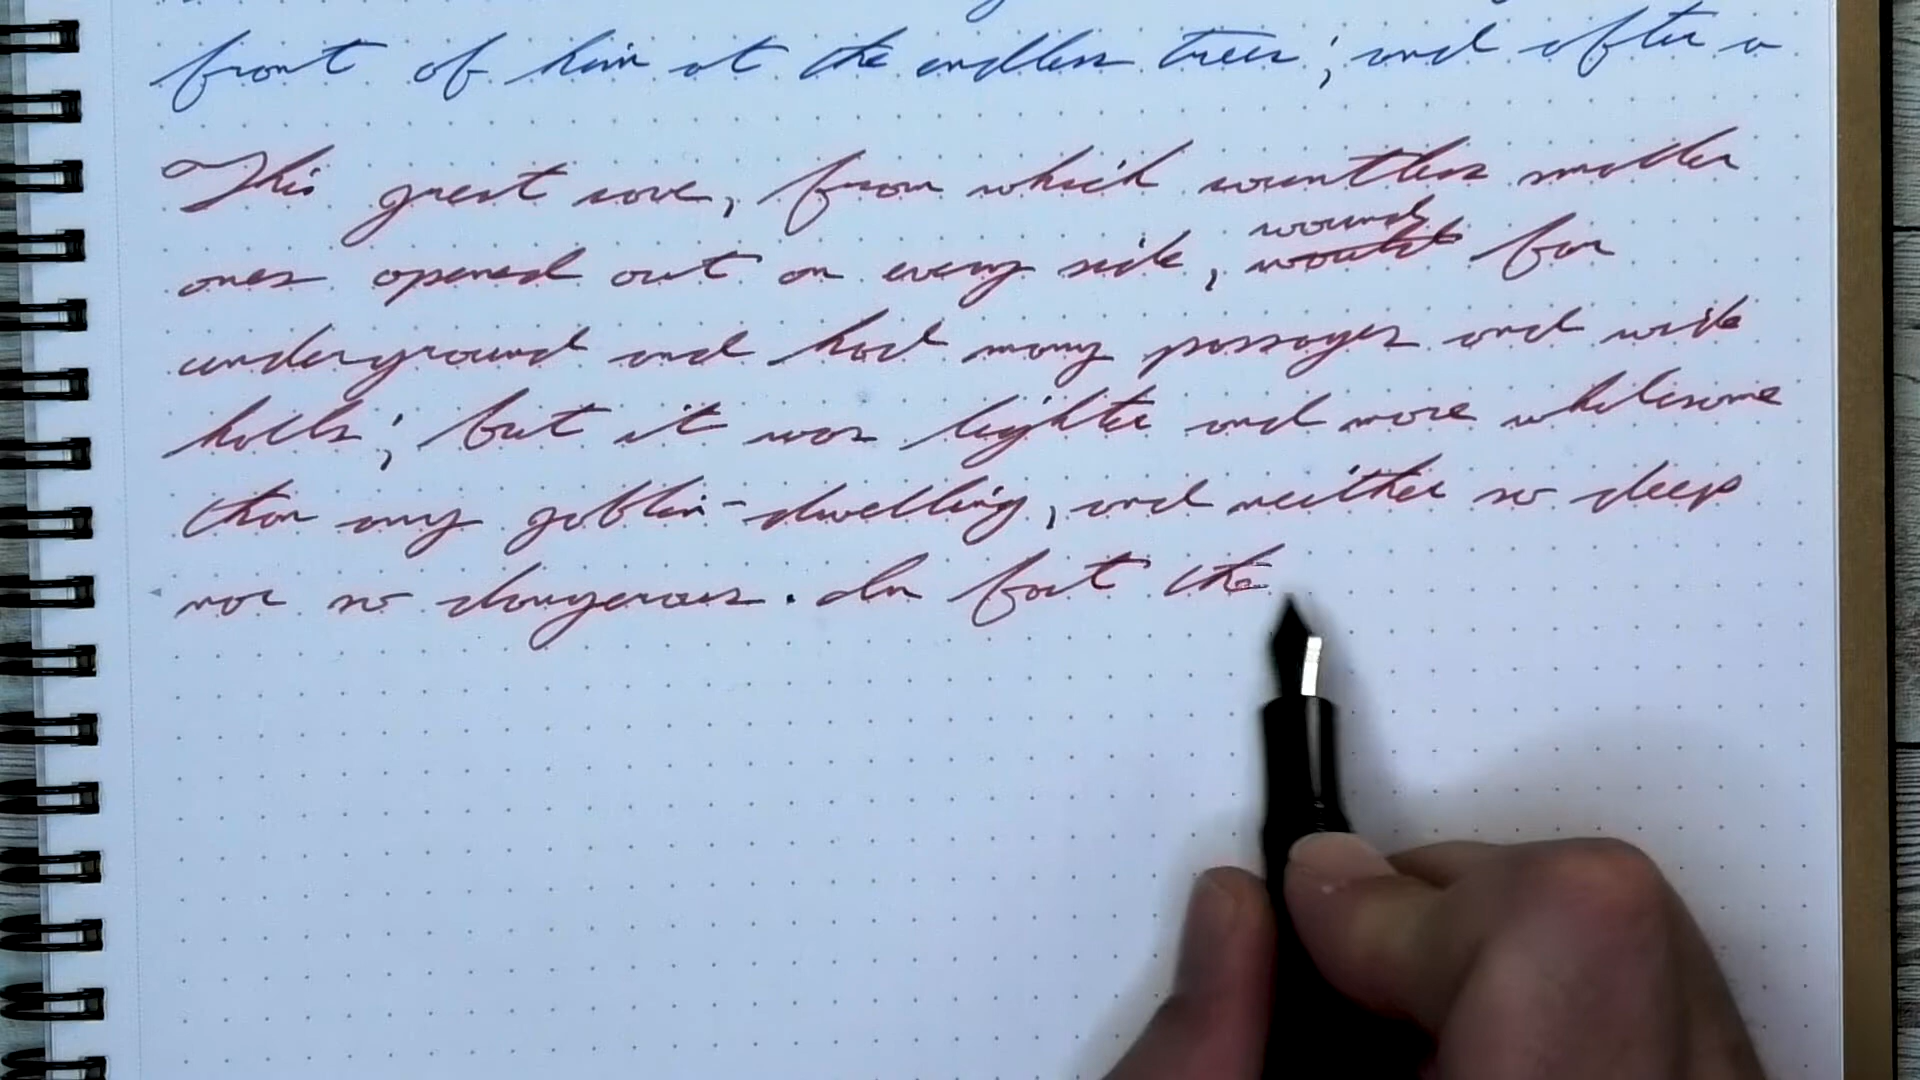 front of him at the endless trees; and after a
This great cave, from which countless smaller
wound
ones opened out on every side, would far
underground and had many passages and wide
halls; but it was lighter and more wholesome
than any goblin-dwelling, and neither so deep
nor so dangerous. In fact the